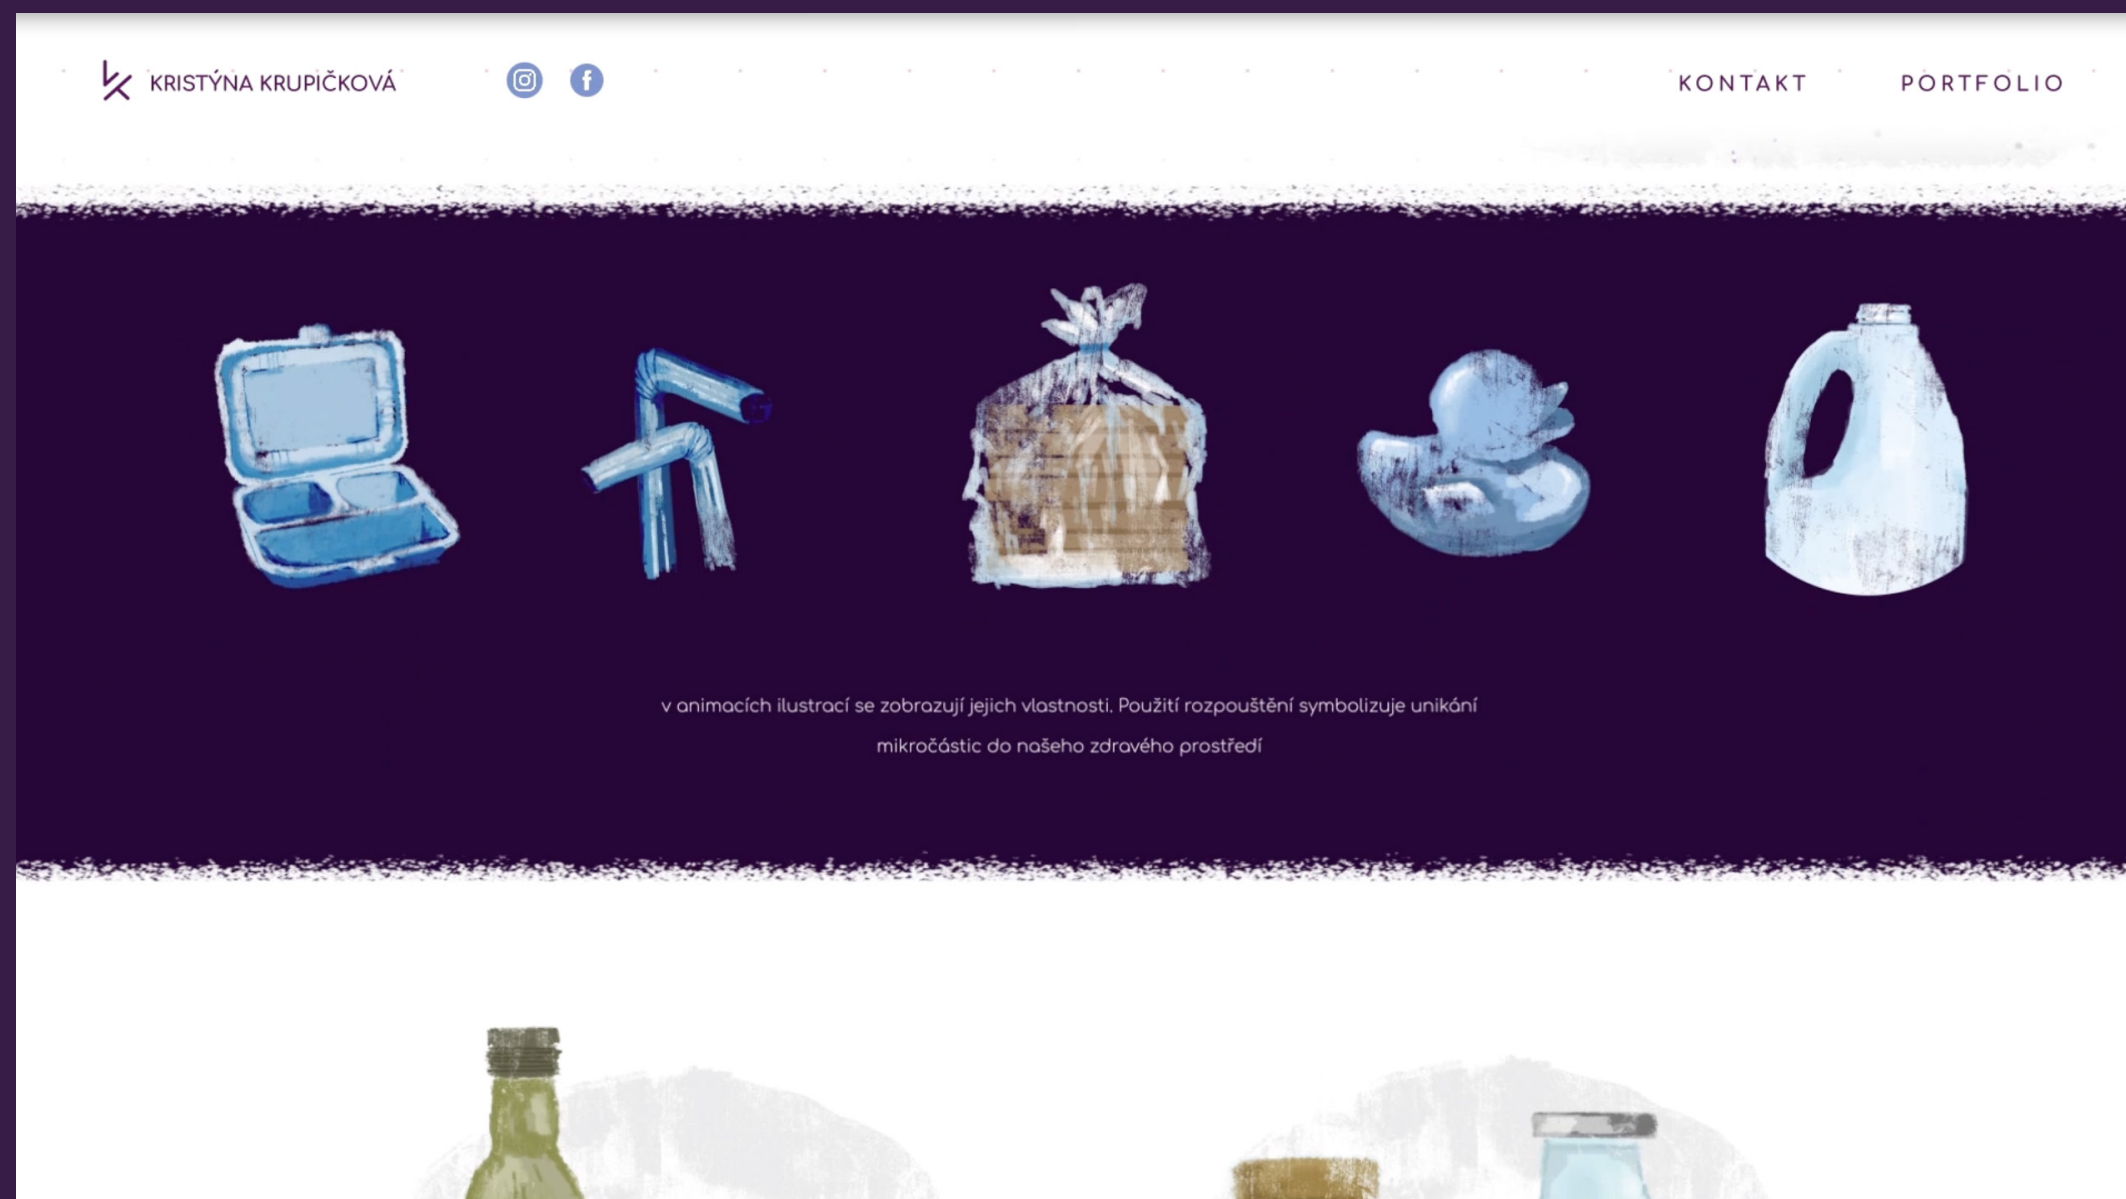 KRISTÝNA KRUPIČKOVÁ
KONTAKT
PORTFOLIO
v animacích ilustrací se zobrazují jejich vlastnosti. Použití rozpouštění symbolizuje unikání
mikročástic do našeho zdravého prostředí